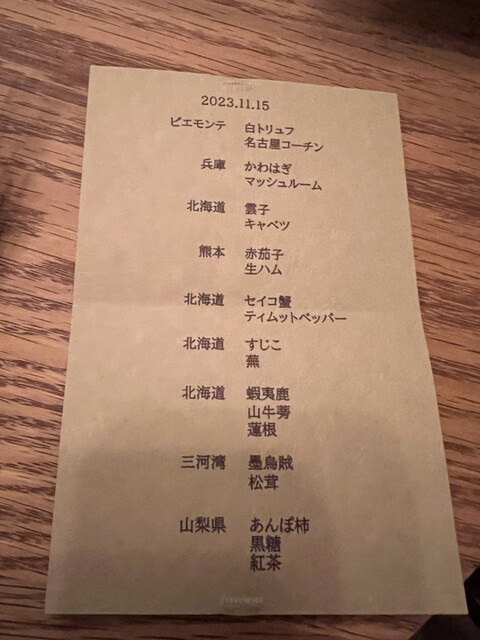 2023.11.15
ピエモンテ 白トリュフ
名古屋コーチン
兵庫 かわはぎ
マッシュルーム
北海道 雲子
キャベツ
熊本 赤茄子
生ハム
北海道 セイコ蟹
ティムットペッパー
北海道 すじこ
蕪
北海道 蝦夷鹿
山牛蒡
蓮根
三河湾 墨烏賊
松茸
山梨県 あんぽ柿
黒糖
紅茶